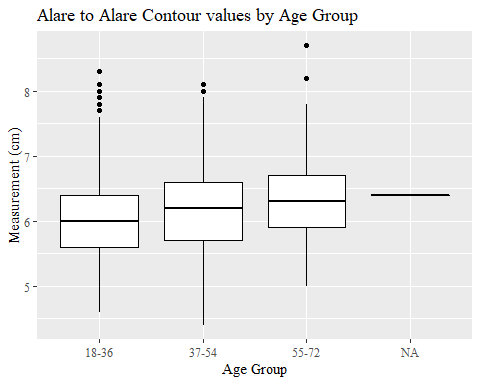 Alare to Alare Contour values by Age Group
Measurement (cm)
8
7
6
5
18-36
37-54
55-72
NA
Age Group